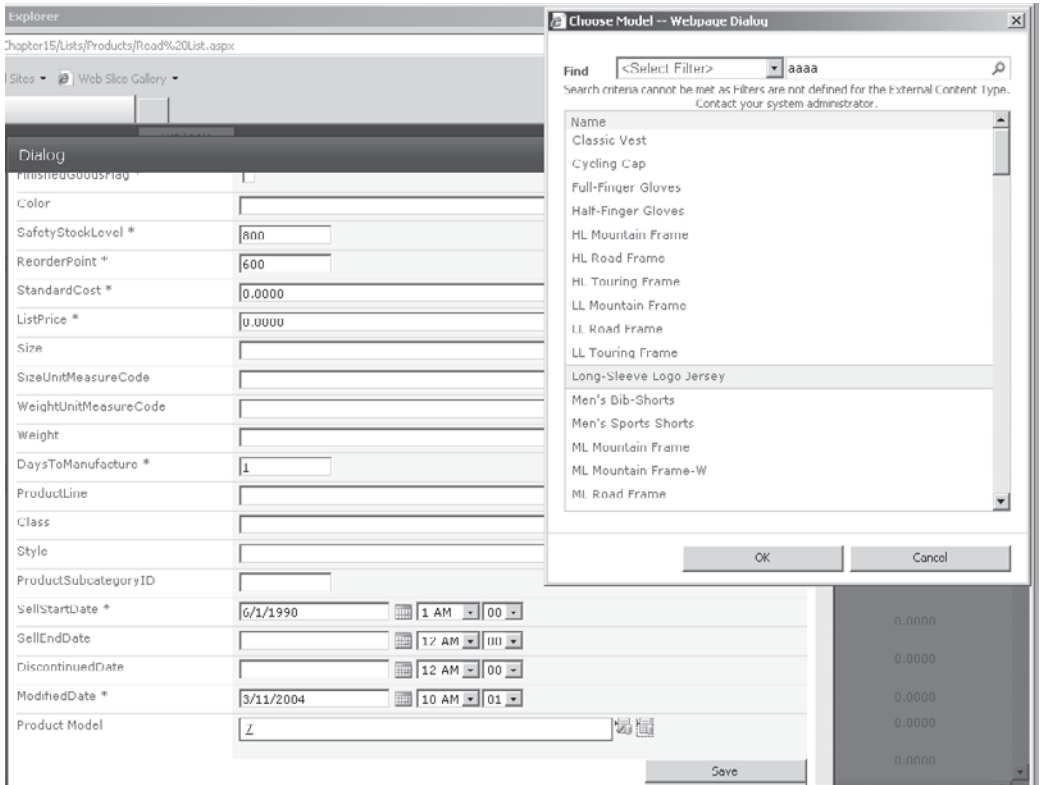 Explorer
Chapter15/Lists/Products/Read%20List.aspx
Sites
Web Slice Gallery
Dialog
FinishedGoodsFlag *
Color
SafetyStockLevel *
800
ReorderPoint *
600
StandardCost *
0.0000
ListPrice *
0.0000
Size
SizeUnitMeasureCode
WeightUnitMeasureCode
Weight
DaysToManufacture *
1
ProductLine
Class
Style
ProductSubcategoryID
SellStartDate *
6/1/1990 1 AM 00
SellEndDate
12 AM 00
DiscontinuedDate
12 AM 00
ModifiedDate *
3/11/2004 10 AM 01
Product Model
7
Save
Choose Model -- Webpage Dialog
Find <Select Filter> aaaa
Search criteria cannot be met as Filters are not defined for the External Content Type.
Contact your system administrator.
Name
Classic Vest
Cycling Cap
Full-Finger Gloves
Half-Finger Gloves
HL Mountain Frame
HL Road Frame
HL Touring Frame
LL Mountain Frame
LL Road Frame
LL Touring Frame
Long-Sleeve Logo Jersey
Men's Bib-Shorts
Men's Sports Shorts
ML Mountain Frame
ML Mountain Frame-W
ML Road Frame
OK Cancel
0.0000
0.0000
0.0000
0.0000
0.0000